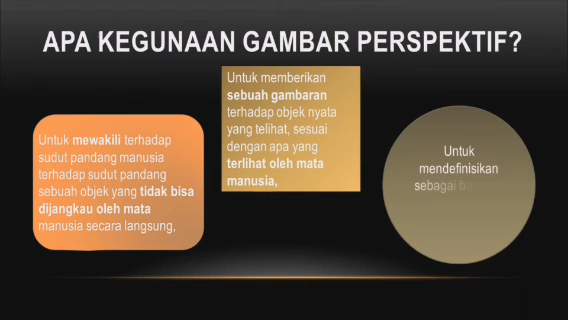 APA KEGUNAAN GAMBAR PERSPEKTIF?
Untuk mewakili terhadap
sudut pandang manusia
terhadap sudut pandang
sebuah objek yang tidak bisa
dijangkau oleh mata
manusia secara langsung,
Untuk memberikan
sebuah gambaran
terhadap objek nyata
yang telihat, sesuai
dengan apa yang
terlihat oleh mata
manusia,
Untuk
mendefinisikan
sebagai